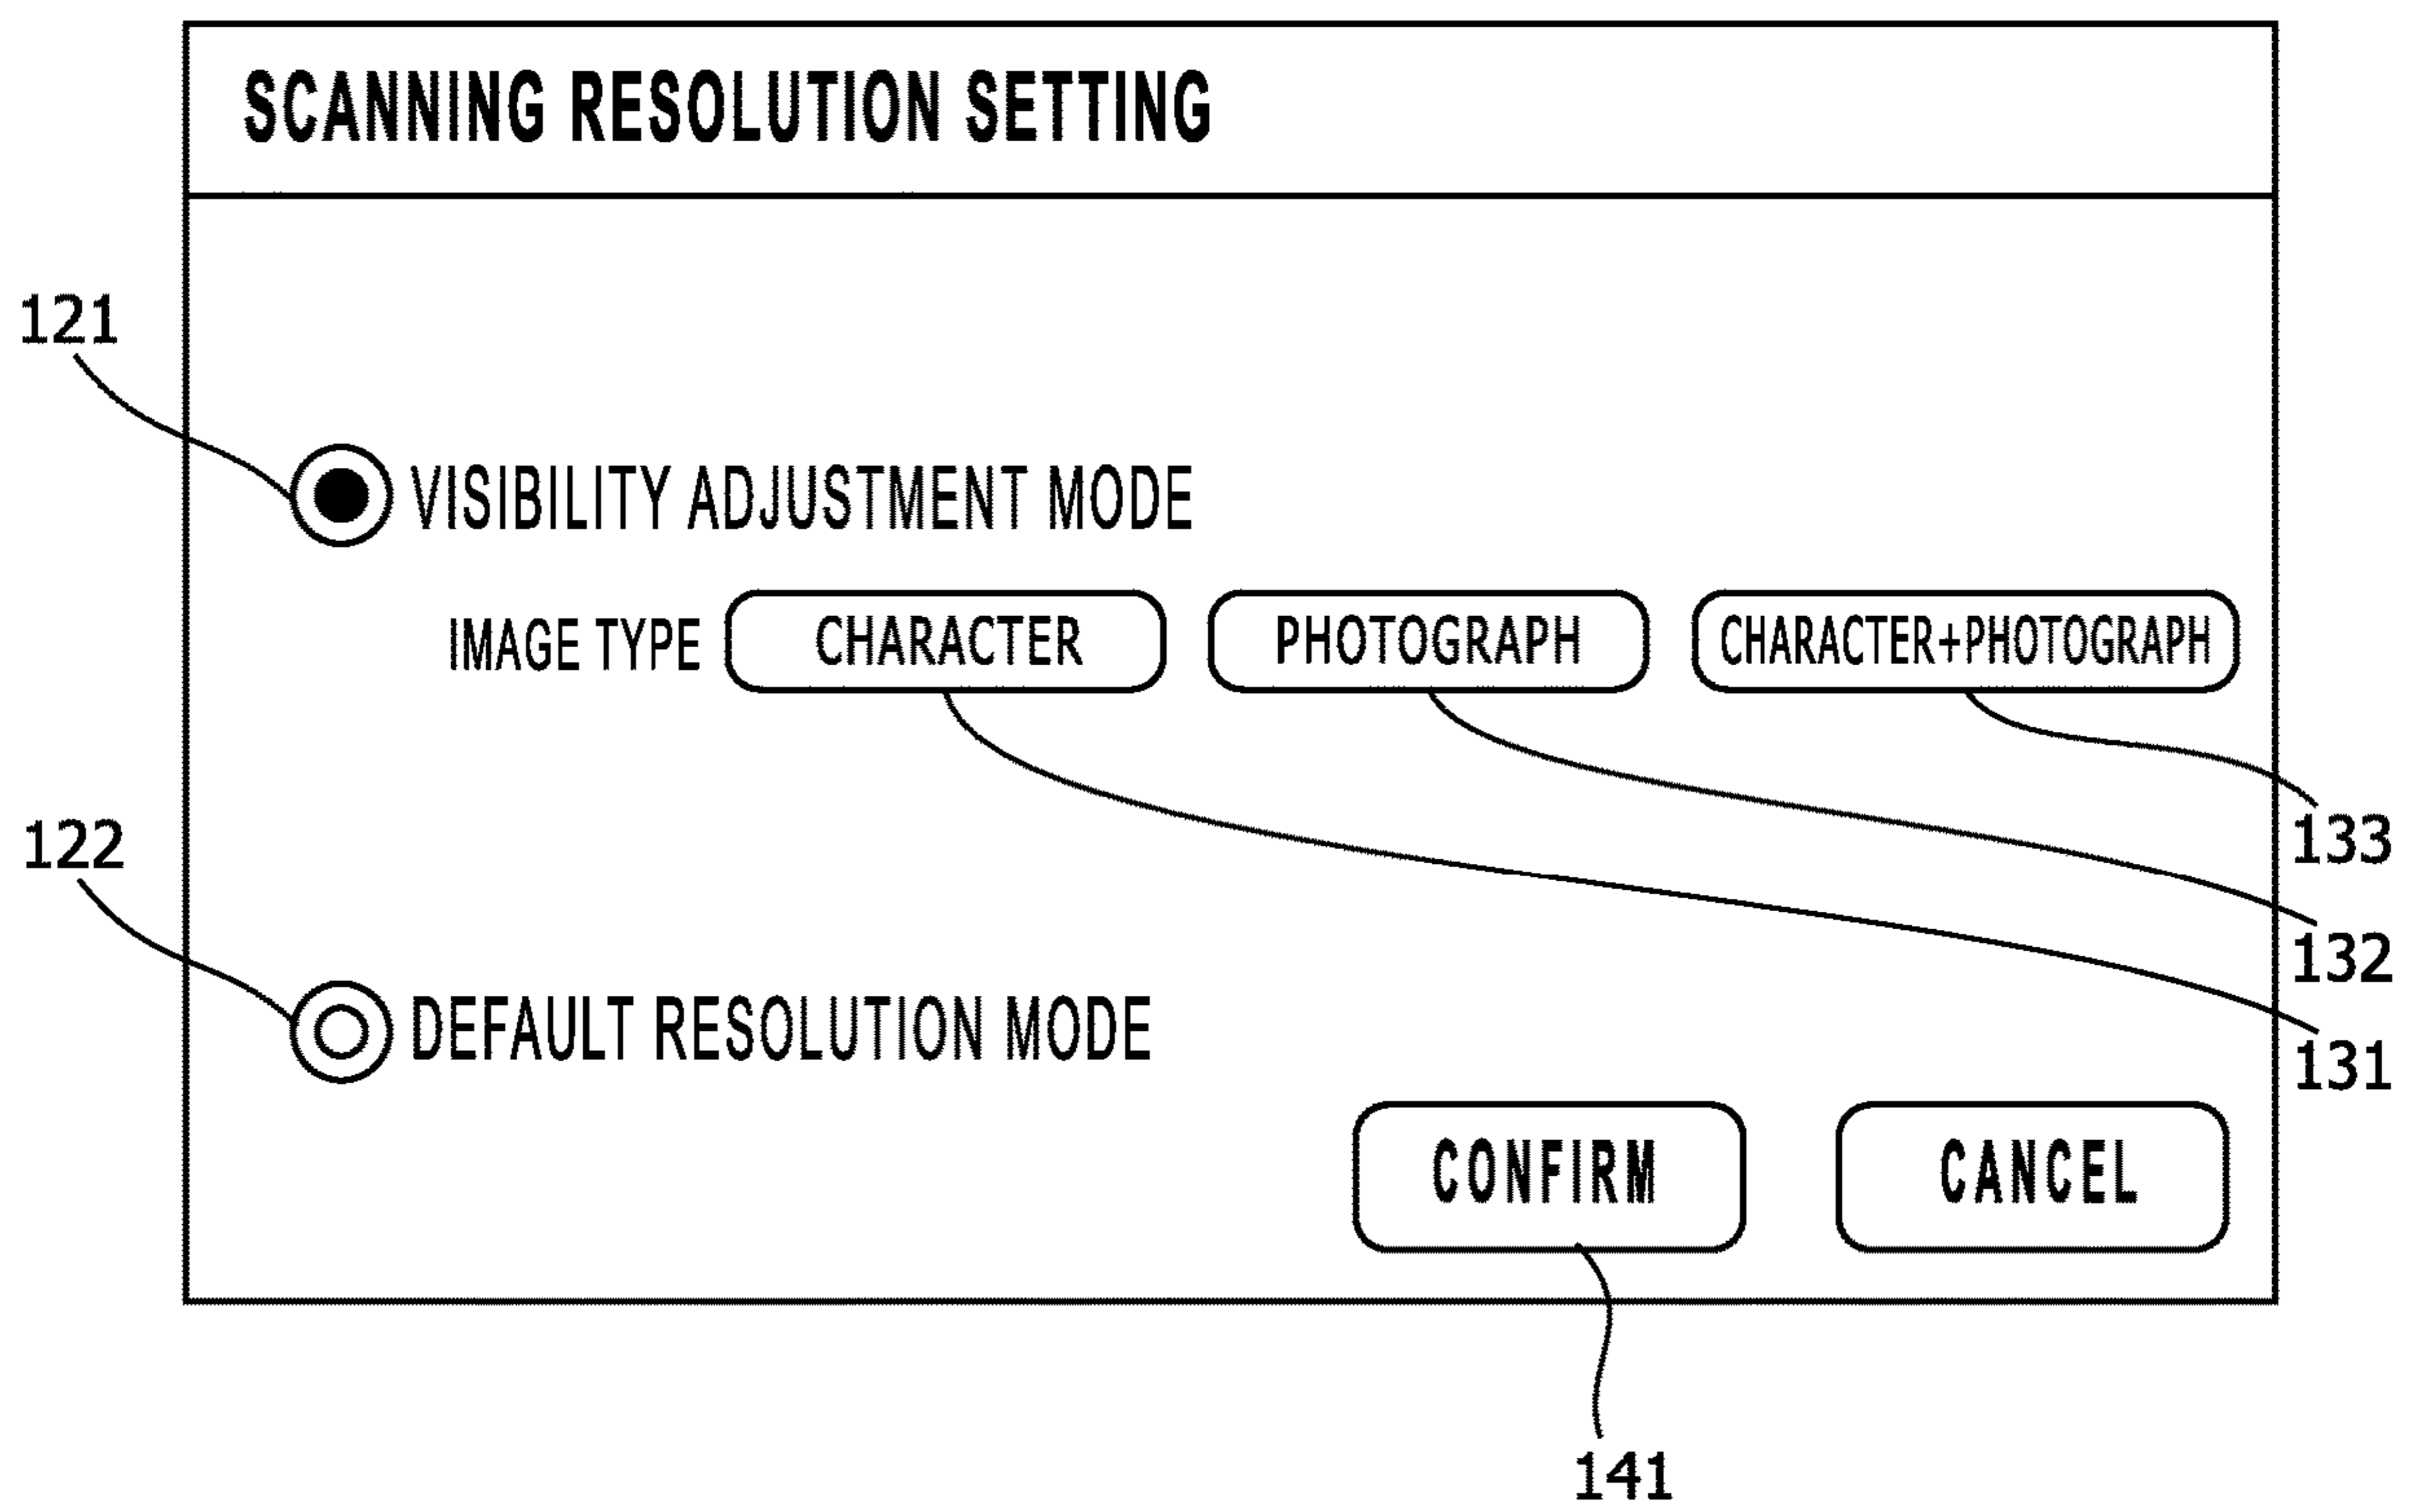 SCANNING RESOLUTION SETTING
121
VISIBILITY ADJUSTMENT MODE
IMAGE TYPE CHARACTER PHOTOGRAPH CHARACTER+PHOTOGRAPH
122
133
132
DEFAULT RESOLUTION MODE
131
CONFIRM CANCEL
141